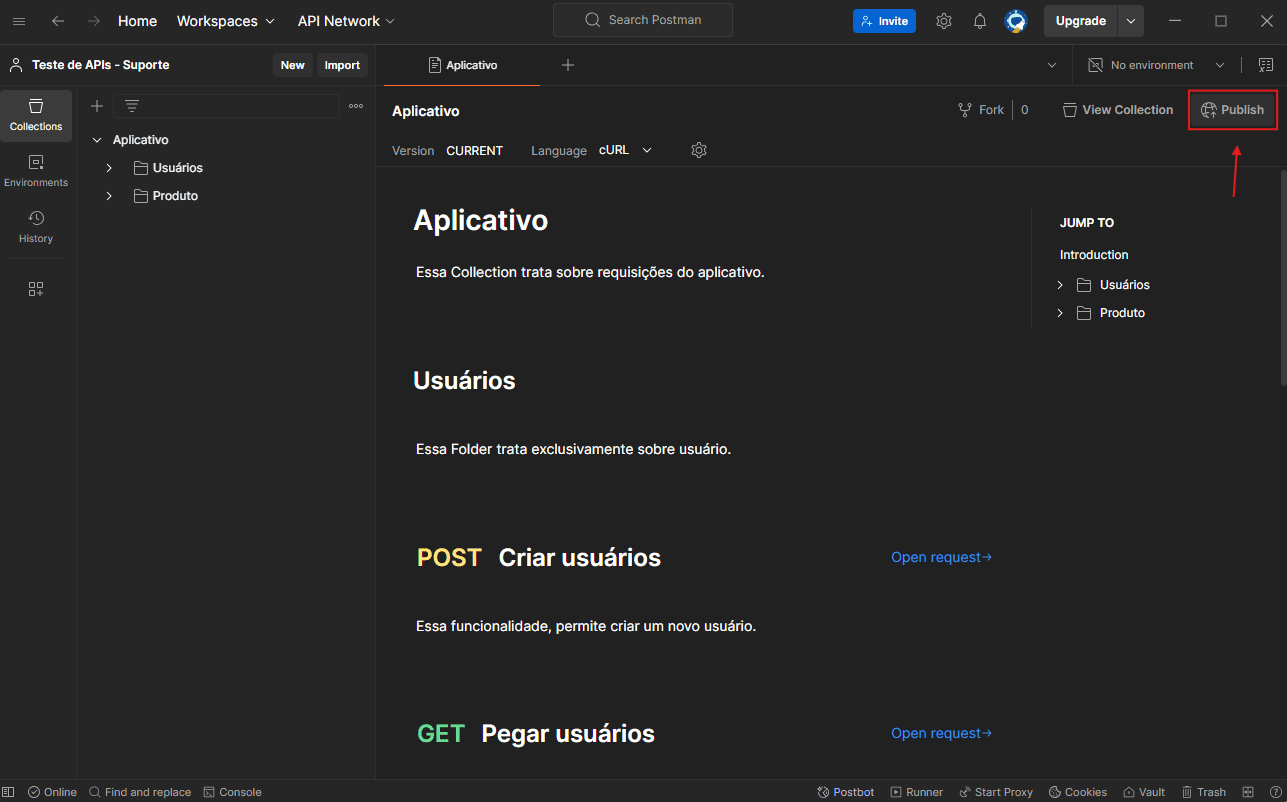 Home Workspaces API Network Search Postman Invite Upgrade
Teste de APIs - Suporte New Import Aplicativo No environment
Collections
Environments
History
Aplicativo
Usuários
Produto
Aplicativo Fork 0 View Collection Publish
Version CURRENT Language cURL
Aplicativo
Essa Collection trata sobre requisições do aplicativo.
JUMP TO
Introduction
Usuários
Produto
Usuários
Essa Folder trata exclusivamente sobre usuário.
POST Criar usuários Open request→
Essa funcionalidade, permite criar um novo usuário.
GET Pegar usuários Open request→
Online Find and replace Console Postbot Runner Start Proxy Cookies Vault Trash